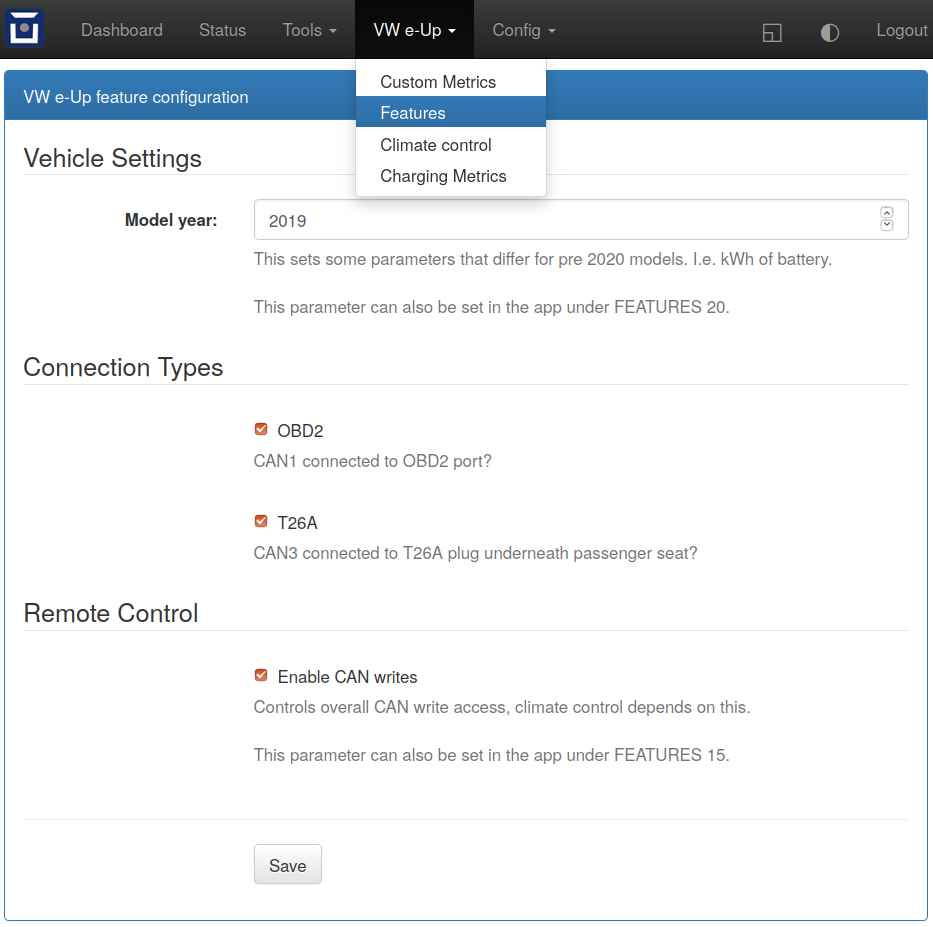 Dashboard Status Tools VW e-Up Config Logout
Custom Metrics
Features
Climate control
Charging Metrics
VW e-Up feature configuration
Vehicle Settings
Model year: 2019
This sets some parameters that differ for pre 2020 models. I.e. kWh of battery.
This parameter can also be set in the app under FEATURES 20.
Connection Types
OBD2
CAN1 connected to OBD2 port?
T26A
CAN3 connected to T26A plug underneath passenger seat?
Remote Control
Enable CAN writes
Controls overall CAN write access, climate control depends on this.
This parameter can also be set in the app under FEATURES 15.
Save